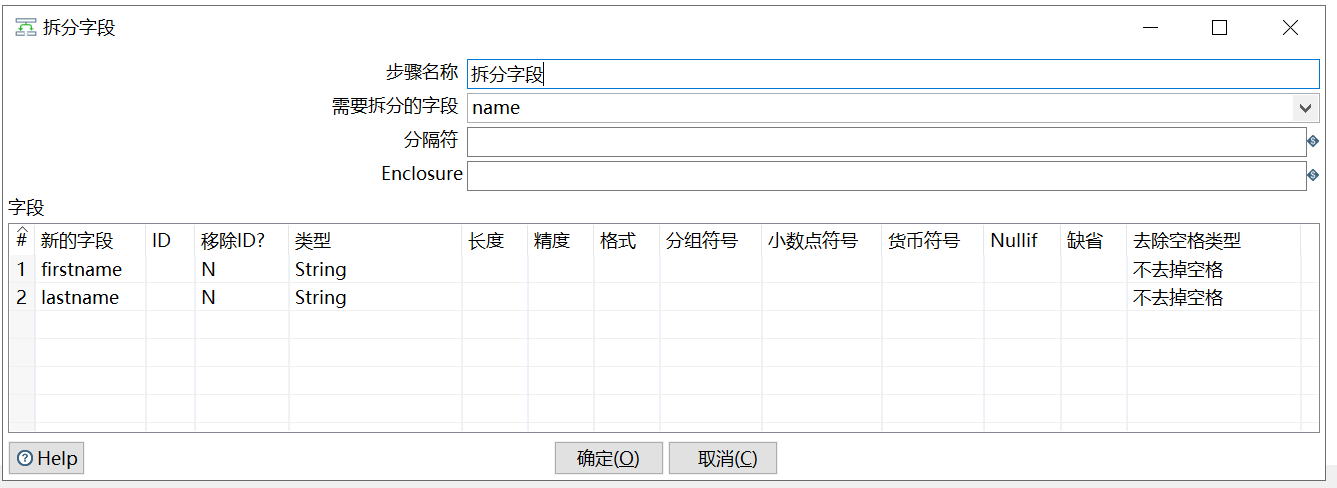 拆分字段
步骤名称 拆分字段
需要拆分的字段 name
分隔符
Enclosure
字段
# 新的字段 ID 移除ID? 类型 长度 精度 格式 分组符号 小数点符号 货币符号 Nullif 缺省 去除空格类型
1 firstname N String 不去掉空格
2 lastname N String 不去掉空格
Help 确定(O) 取消(C)